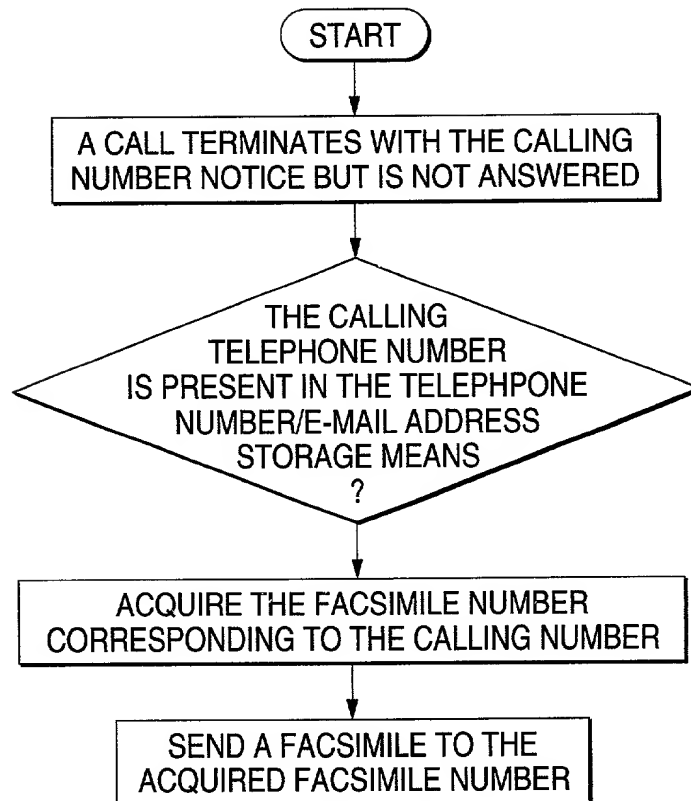 START
A CALL TERMINATES WITH THE CALLING
NUMBER NOTICE BUT IS NOT ANSWERED
THE CALLING
TELEPHONE NUMBER
IS PRESENT IN THE TELEPHPONE
NUMBER/E-MAIL ADDRESS
STORAGE MEANS
?
ACQUIRE THE FACSIMILE NUMBER
CORRESPONDING TO THE CALLING NUMBER
SEND A FACSIMILE TO THE
ACQUIRED FACSIMILE NUMBER